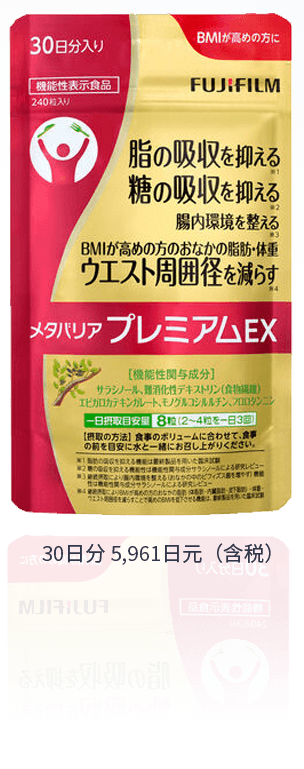 30日分入り
BMIが高めの方に
機能性表示食品
240粒入り
FUJIFILM
脂の吸収を抑える
※1
糖の吸収を抑える
※2
腸内環境を整える
※3
BMIが高めの方のおなかの脂肪・体重
ウエスト周囲径を減らす
※4
メタバリア プレミアムEX
［機能性関与成分］
サラシノール、難消化性デキストリン（食物繊維）
エピガロカテキンガレート、モノグルコシルルチン、フロロタンニン
一日摂取目安量 8粒（2〜4粒を一日3回）
【摂取の方法】食事のボリュームに合わせて、食事
の前を目安に水と一緒にお召し上がりください。
30日分 5,961日元（含税）